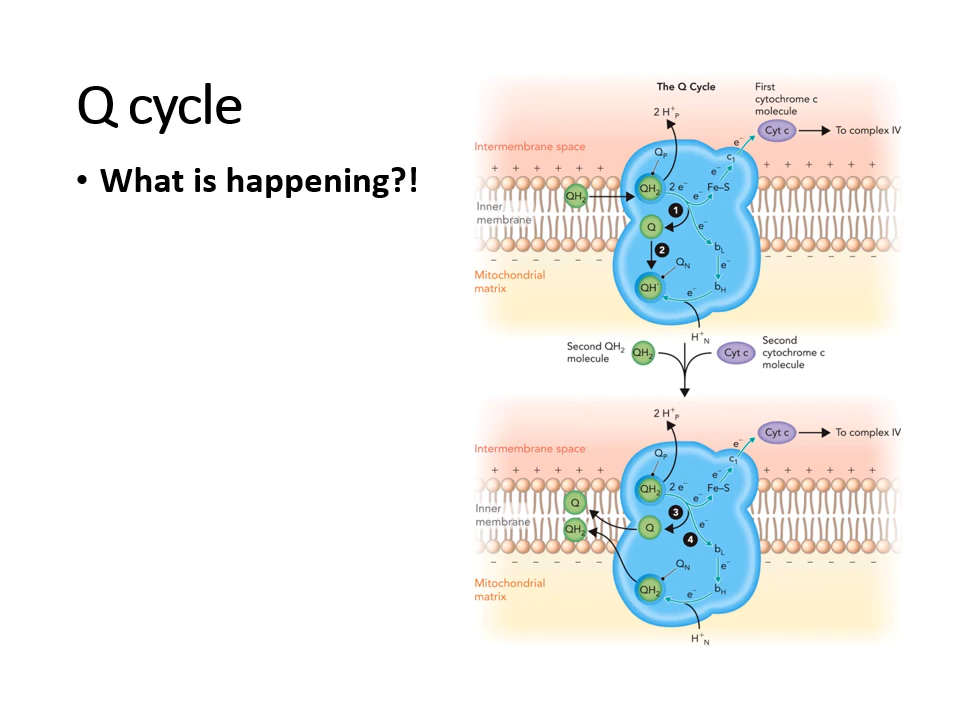 Q cycle
• What is happening?!
The Q Cycle
First
cytochrome c
molecule
2 H⁺P
Cyt c
To complex IV
Intermembrane space
QP
e⁻
c₁
e⁻
+ + + + + + + + + + + + +
QH₂
QH₂
2 e⁻
e⁻
Fe–S
Inner
membrane
1
Q
e⁻
2
bL
– – – – – – – – – – – – –
QN
e⁻
Mitochondrial
matrix
QH·
e⁻
bH
H⁺N
Second QH₂
molecule
QH₂
Cyt c
Second
cytochrome c
molecule
2 H⁺P
Cyt c
To complex IV
Intermembrane space
QP
e⁻
c₁
e⁻
+ + + + + + + + + + + + +
QH₂
2 e⁻
e⁻
Fe–S
Q
Inner
membrane
3
Q
e⁻
QH₂
4
bL
– – – – – – – – – – – – –
QN
e⁻
Mitochondrial
matrix
QH₂
e⁻
bH
H⁺N